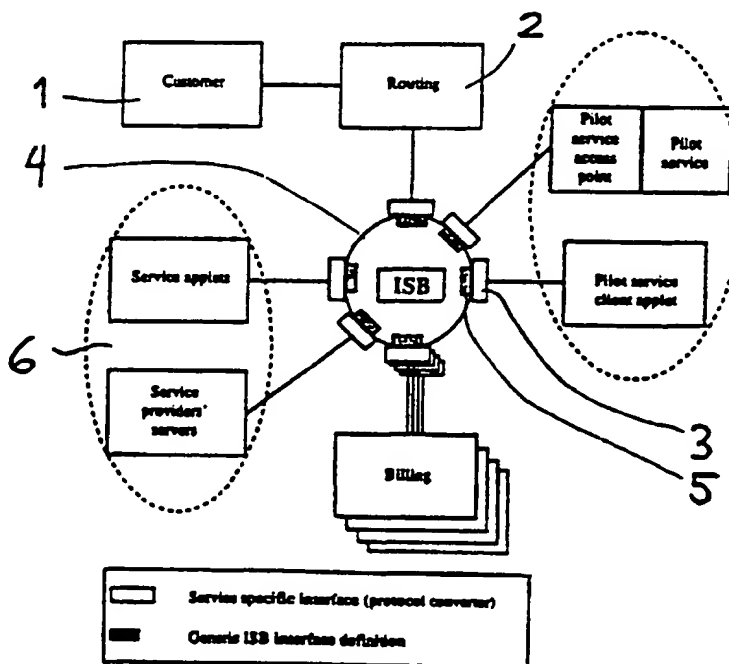 2
1
Customer
Routing
Pilot
service
access
point
Pilot
service
4
Service applets
ISB
Pilot service
client applet
6
Service
providers'
servers
3
5
Billing
Service specific interface (protocol converter)
Generic ISB interface definition